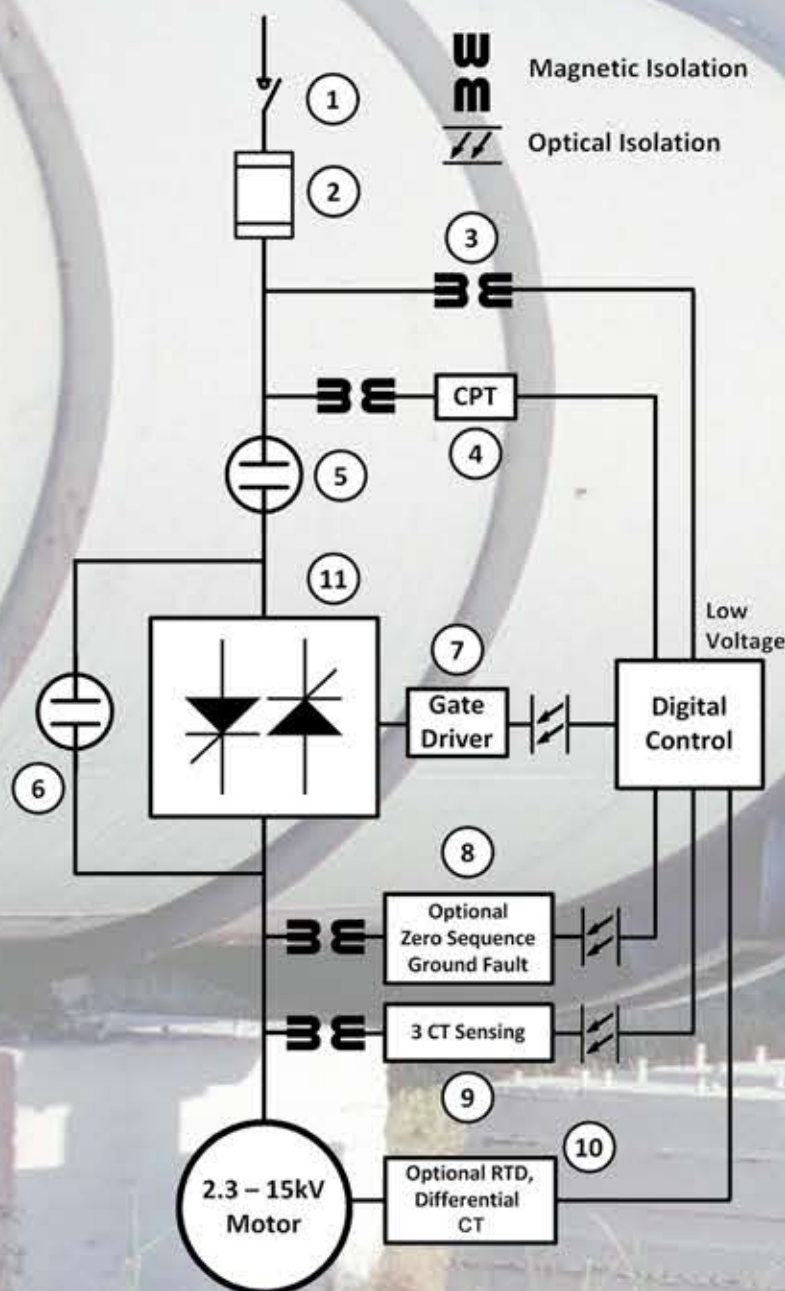 Magnetic Isolation
1
Optical Isolation
2
3
CPT
4
5
11
Low
Voltage
7
Gate
Driver
Digital
Control
6
8
Optional
Zero Sequence
Ground Fault
3 CT Sensing
9
10
2.3 – 15kV
Motor
Optional RTD,
Differential
CT